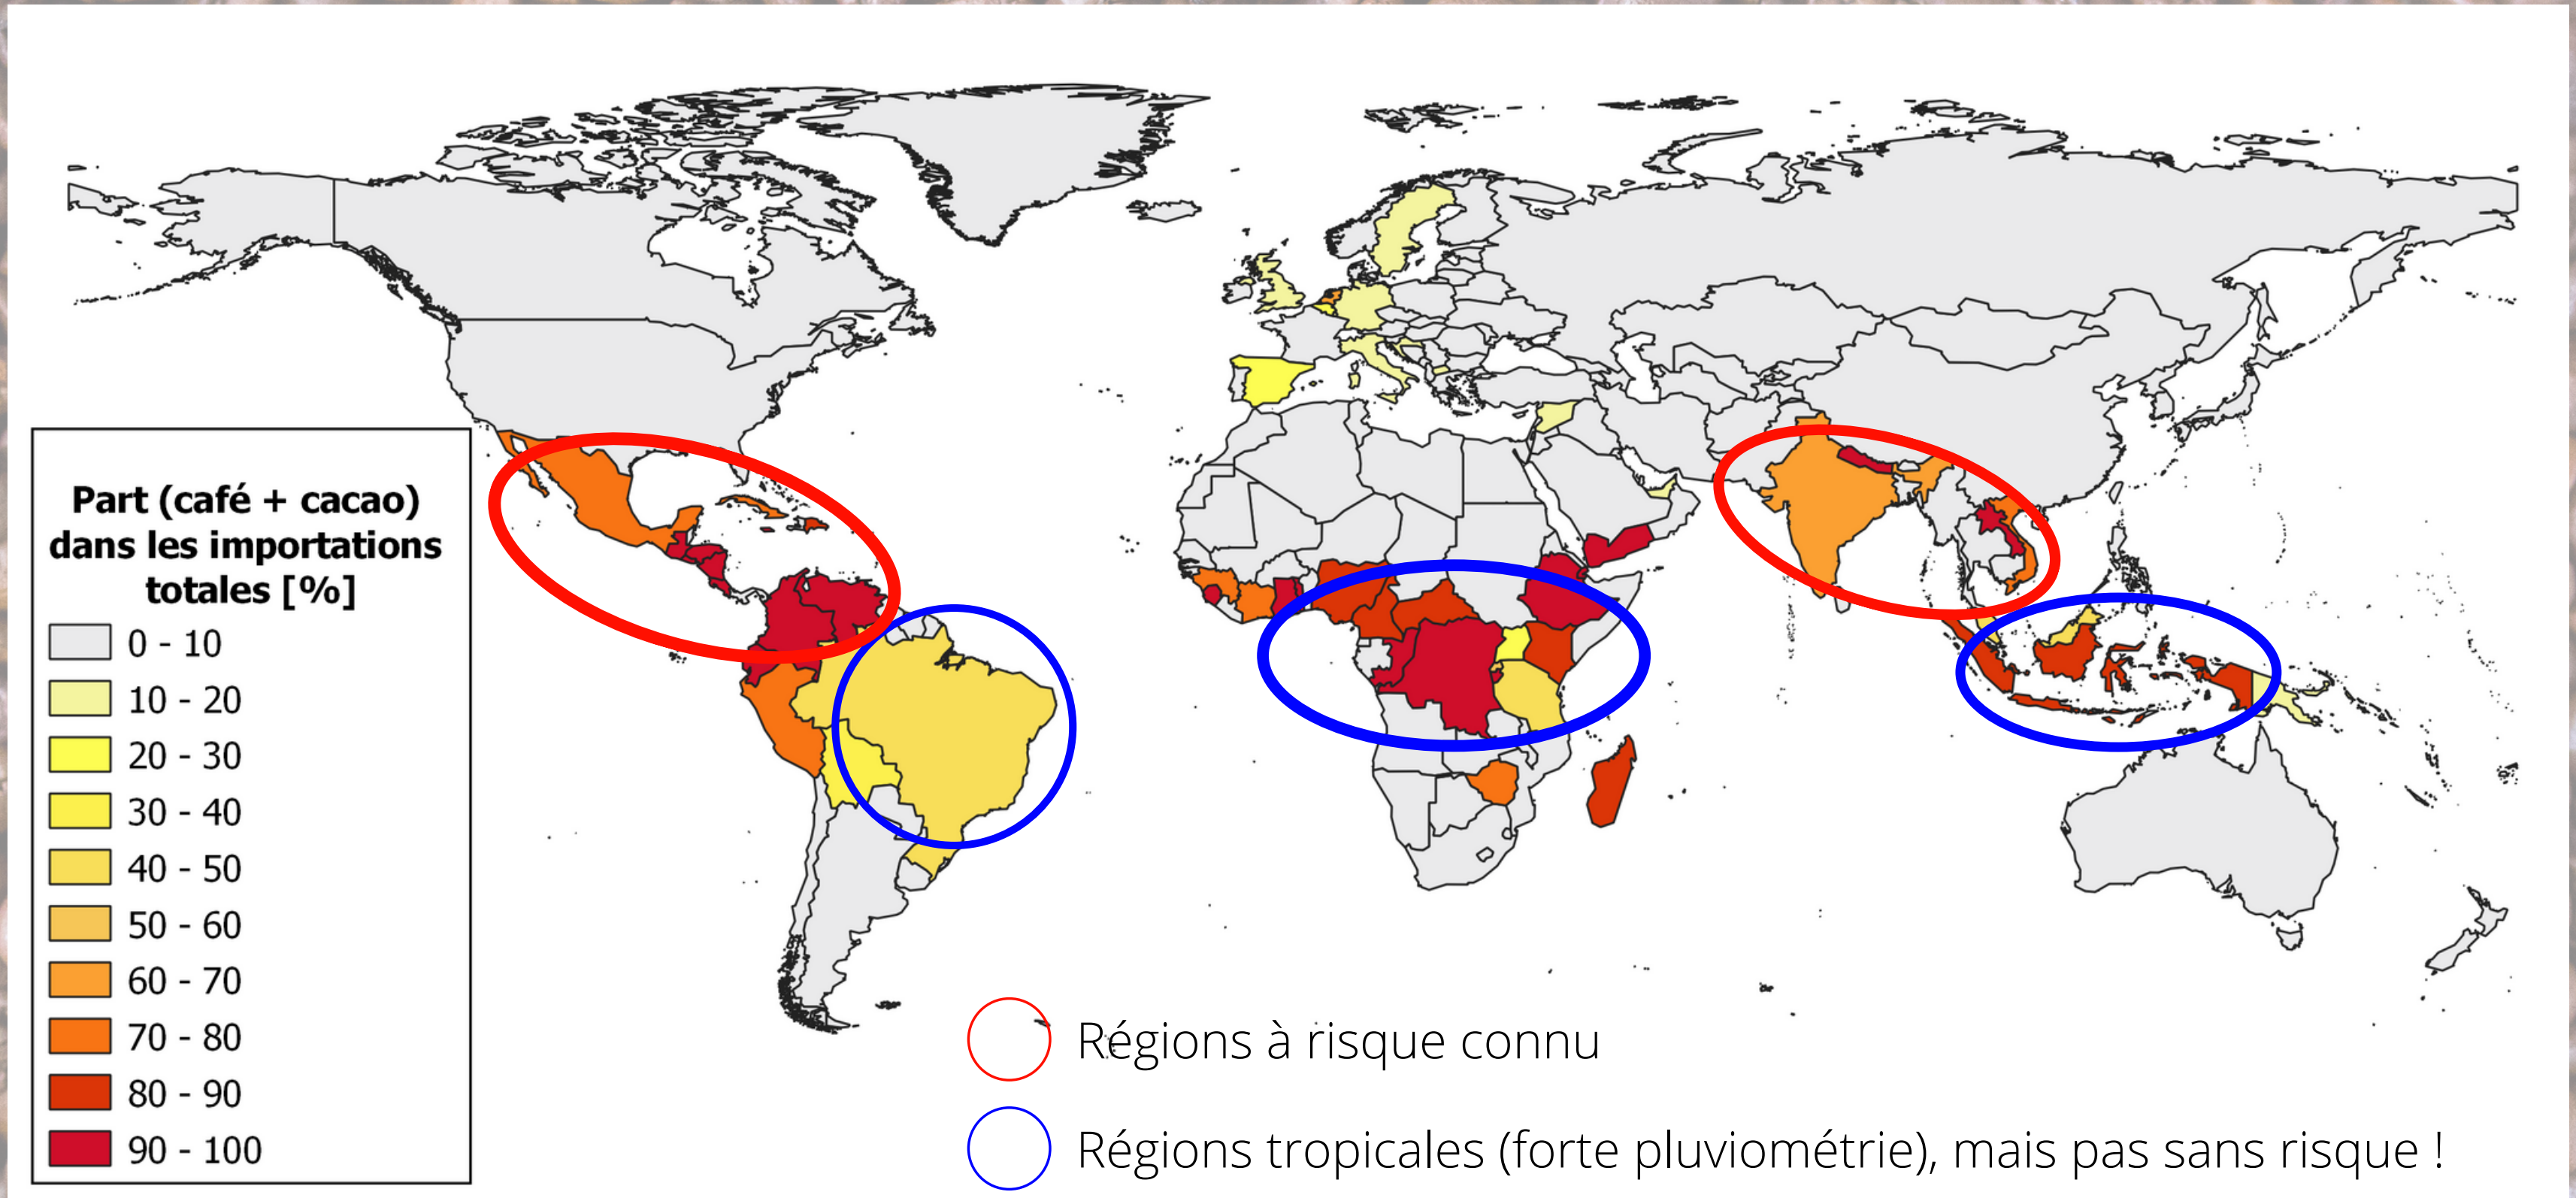 Part (café + cacao)
dans les importations
totales [%]
0 - 10
10 - 20
20 - 30
30 - 40
40 - 50
50 - 60
60 - 70
70 - 80
80 - 90
90 - 100
Régions à risque connu
Régions tropicales (forte pluviométrie), mais pas sans risque !